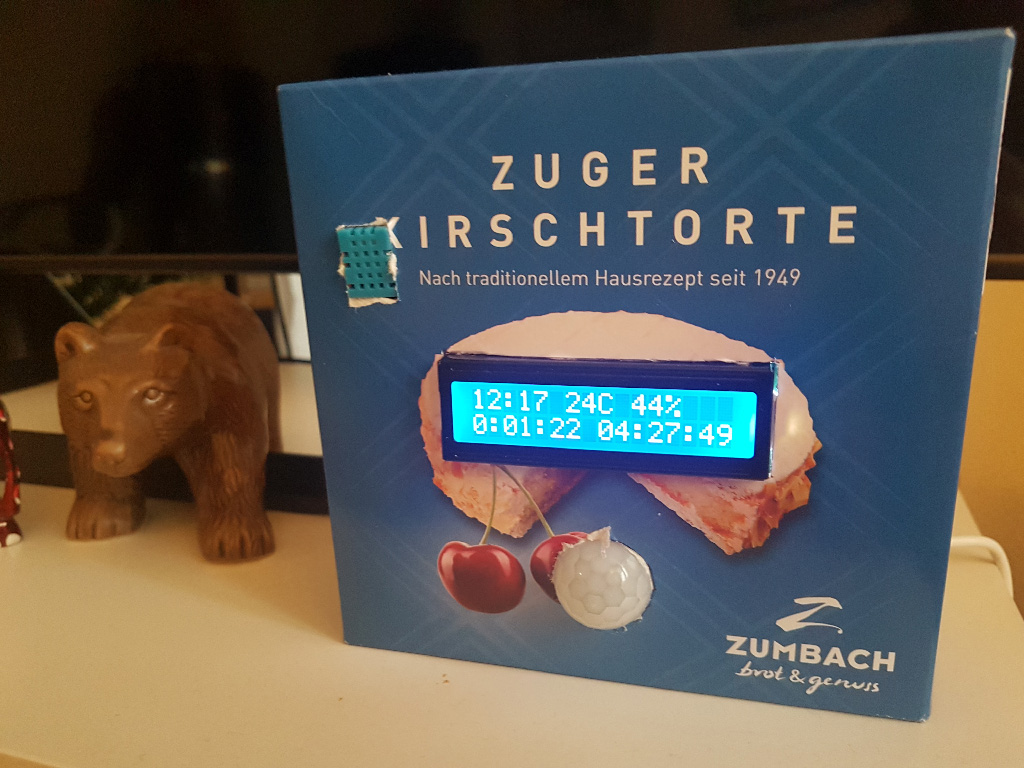 ZUGER
KIRSCHTORTE
Nach traditionellem Hausrezept seit 1949
12:17 24C 44%
0:01:22 04:27:49
ZUMBACH
brot & genuss